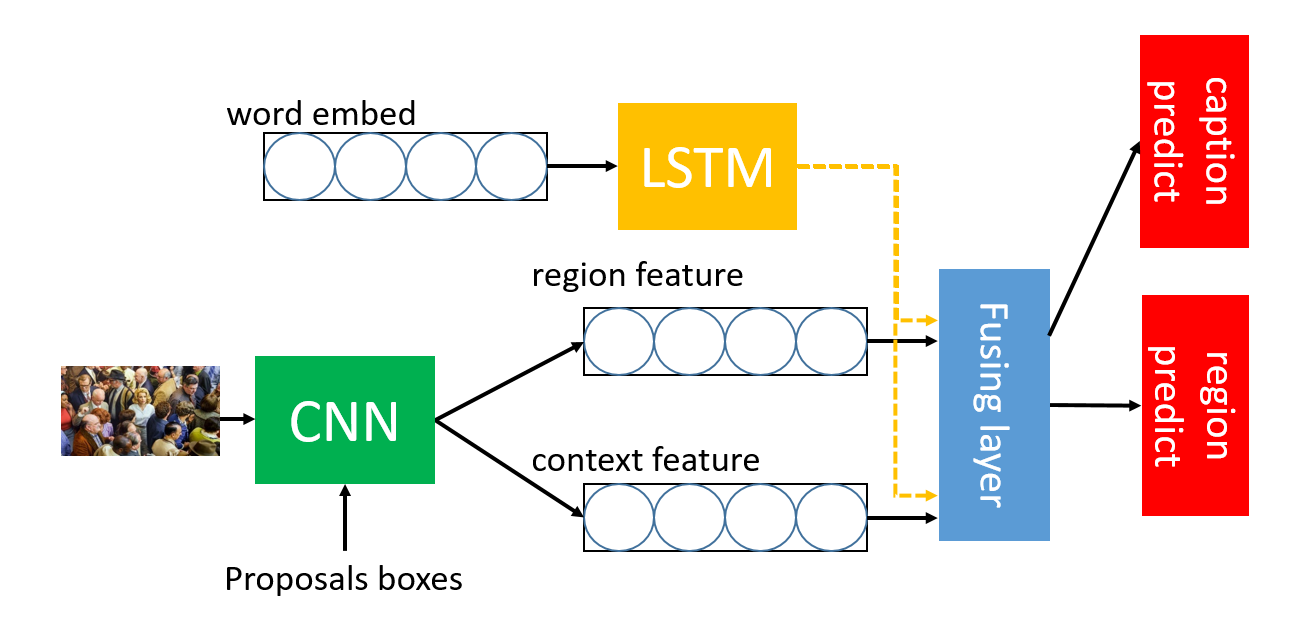 word embed
LSTM
region feature
CNN
context feature
Proposals boxes
Fusing layer
caption
predict
region
predict